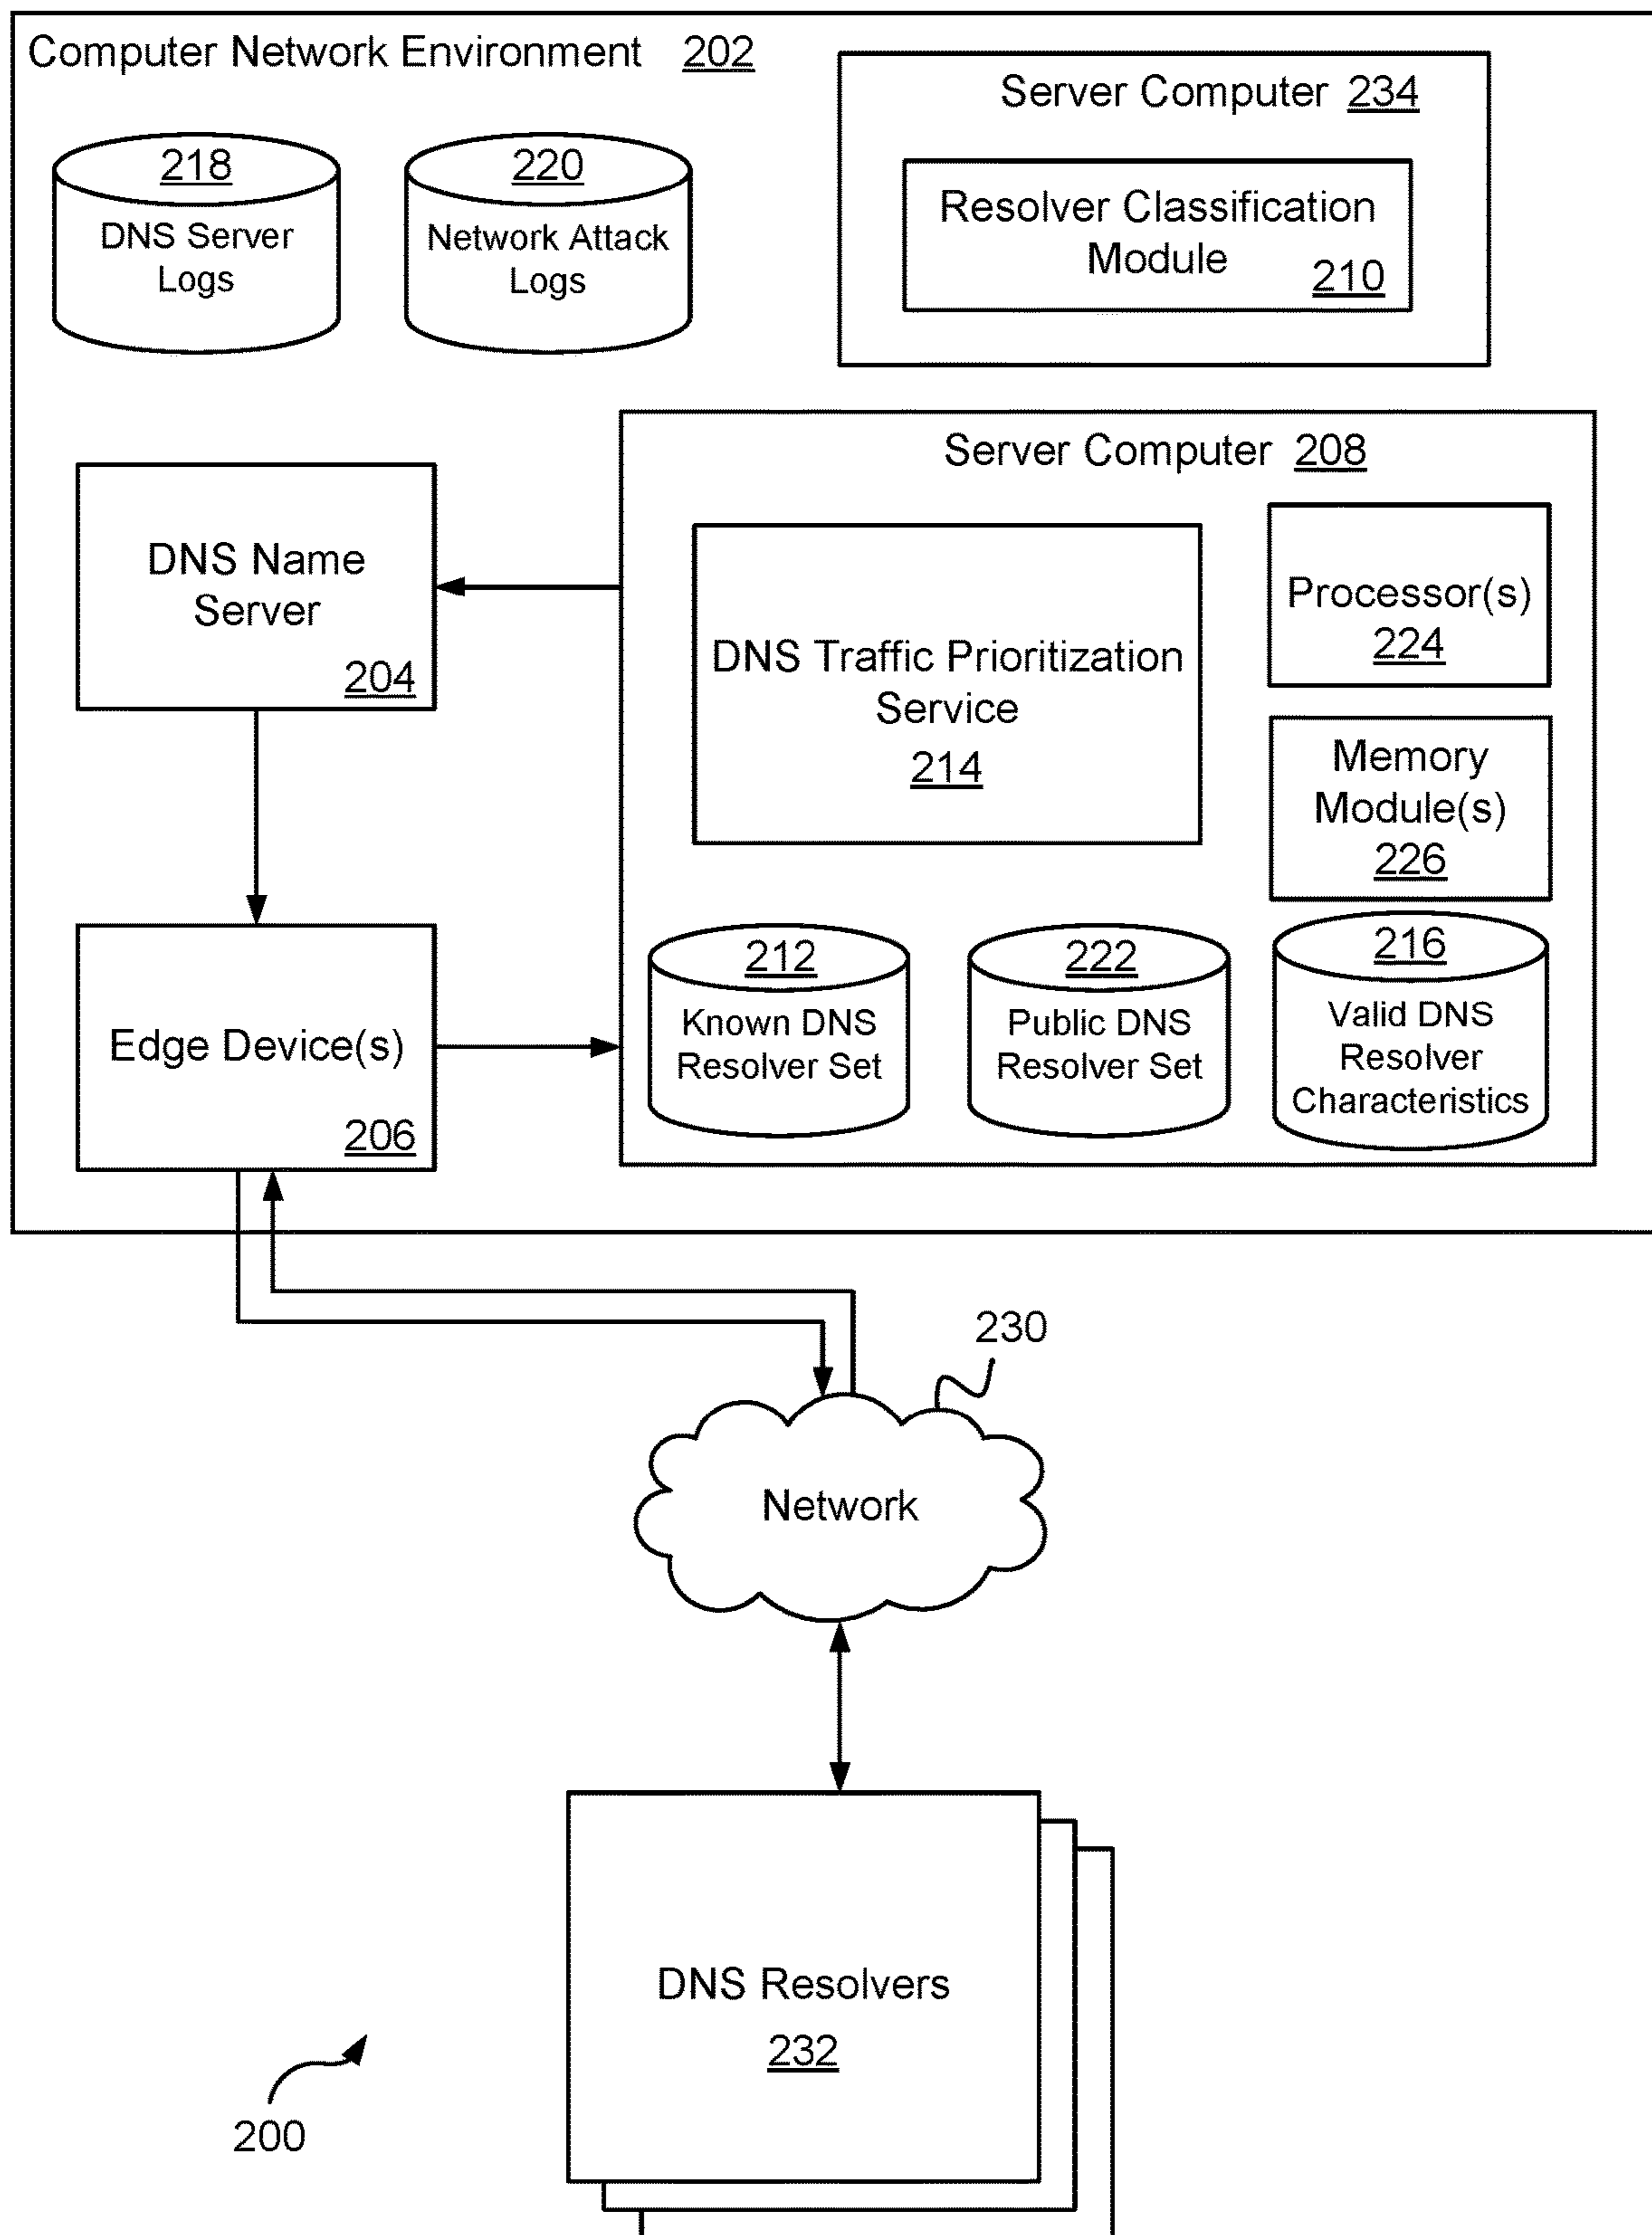 Computer Network Environment 202
Server Computer 234
218
DNS Server
Logs
220
Network Attack
Logs
Resolver Classification
Module
210
Server Computer 208
DNS Name
Server
204
DNS Traffic Prioritization
Service
214
Processor(s)
224
Memory
Module(s)
226
Edge Device(s)
206
212
Known DNS
Resolver Set
222
Public DNS
Resolver Set
216
Valid DNS
Resolver
Characteristics
230
Network
DNS Resolvers
232
200